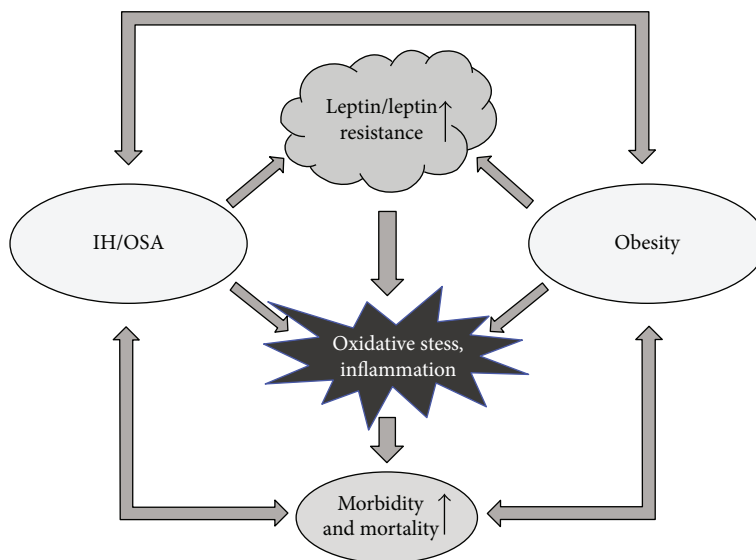 Leptin/leptin ↑
resistance
IH/OSA
Obesity
Oxidative stess,
inflammation
Morbidity ↑
and mortality